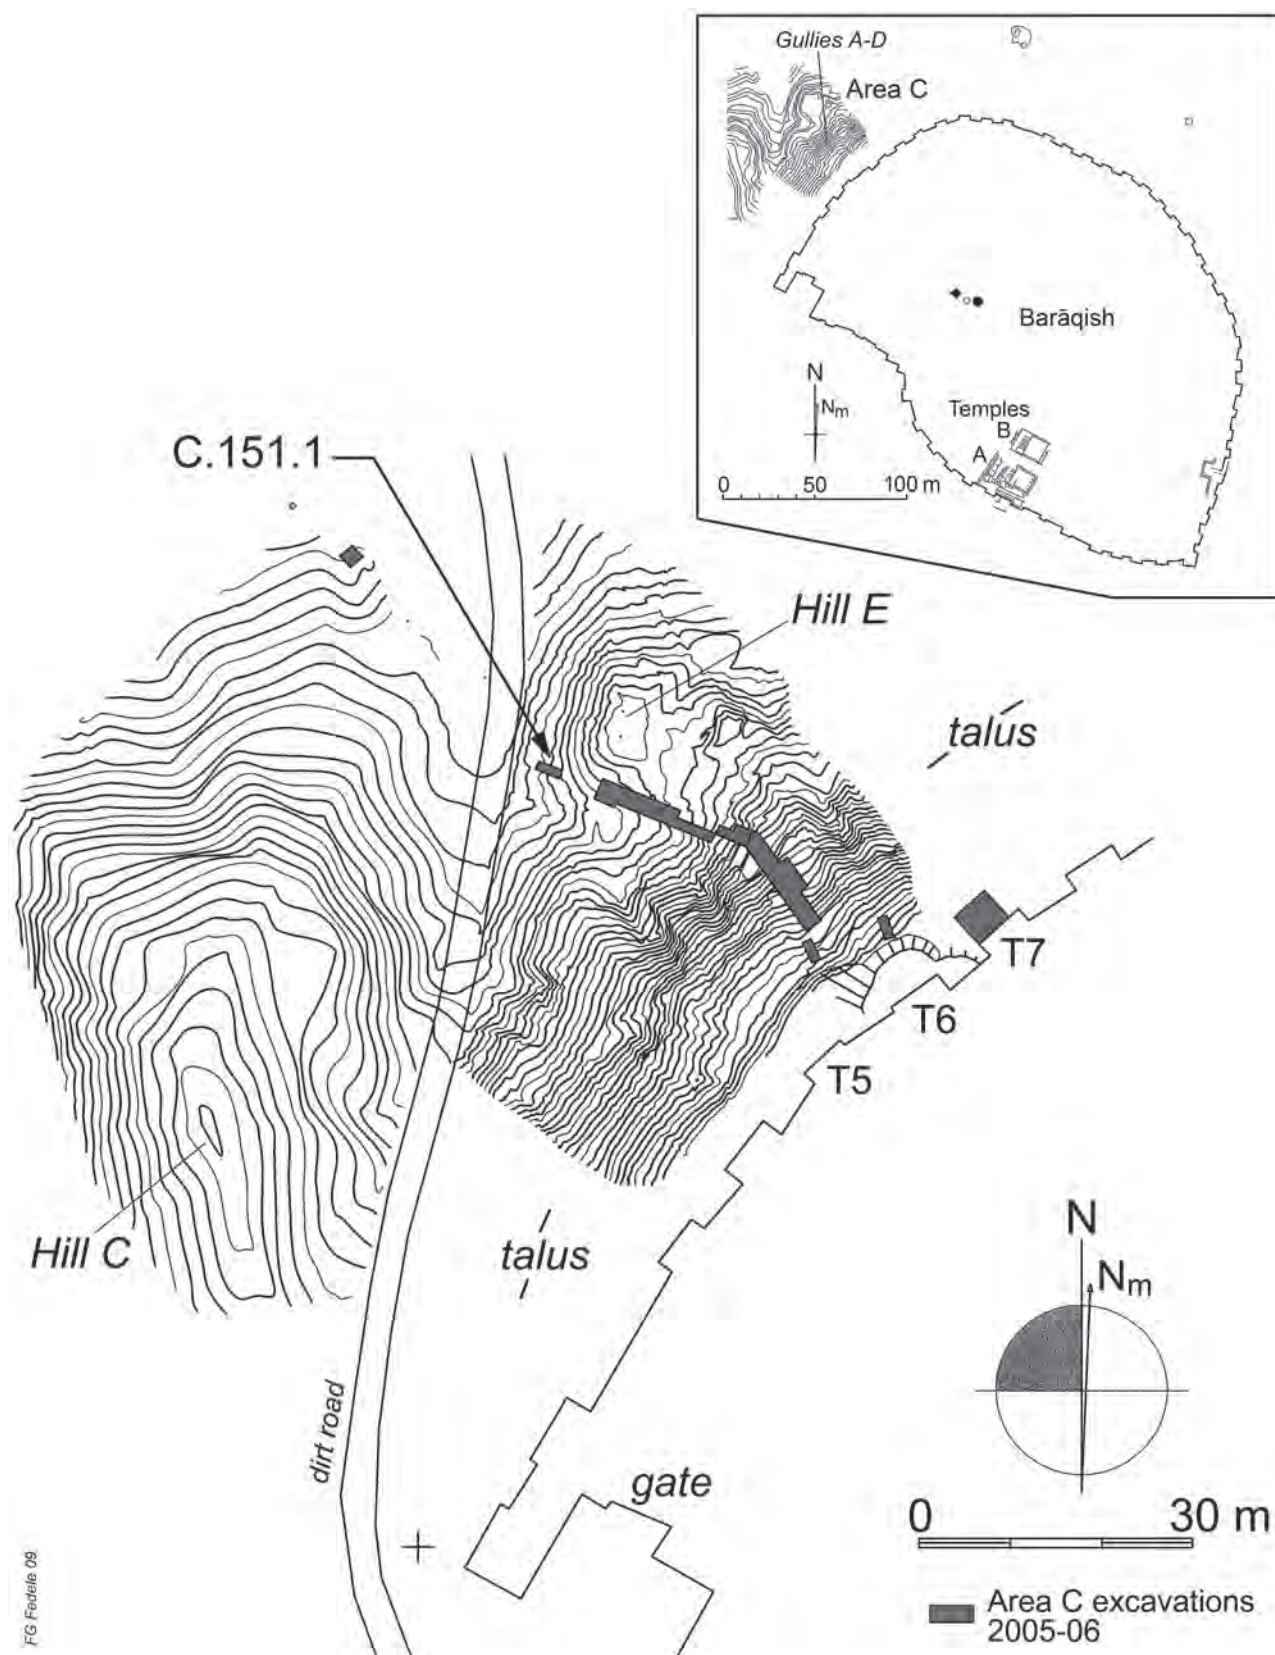 Gullies A-D
Area C
Barāqish
N
Nm
Temples
B
A
0 50 100 m
C.151.1
Hill E
talus
T7
T6
T5
Hill C
talus
N
Nm
dirt road
gate
0 30 m
Area C excavations
2005-06
FG Fedele 09